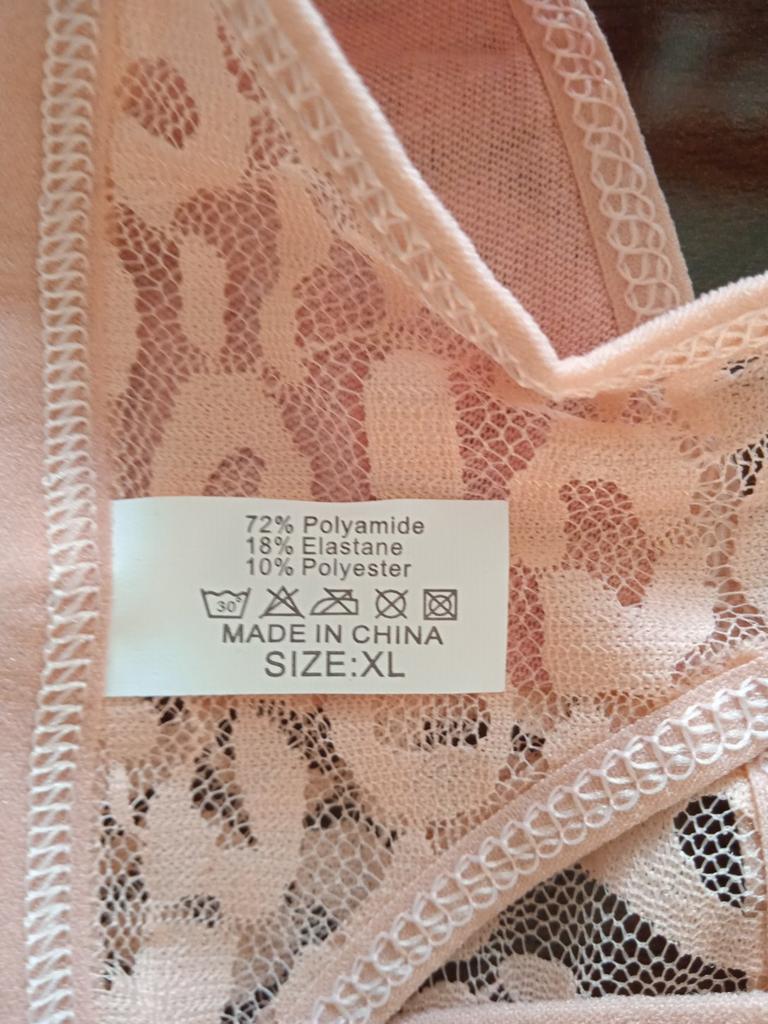 72% Polyamide
18% Elastane
10% Polyester
30°
MADE IN CHINA
SIZE:XL